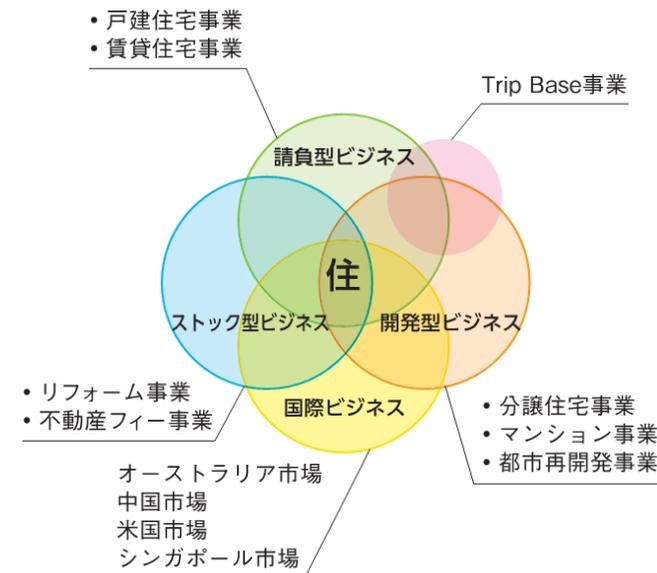 • 戸建住宅事業
• 賃貸住宅事業
Trip Base事業
請負型ビジネス
住
ストック型ビジネス
開発型ビジネス
国際ビジネス
• リフォーム事業
• 不動産フィー事業
• 分譲住宅事業
• マンション事業
• 都市再開発事業
オーストラリア市場
中国市場
米国市場
シンガポール市場